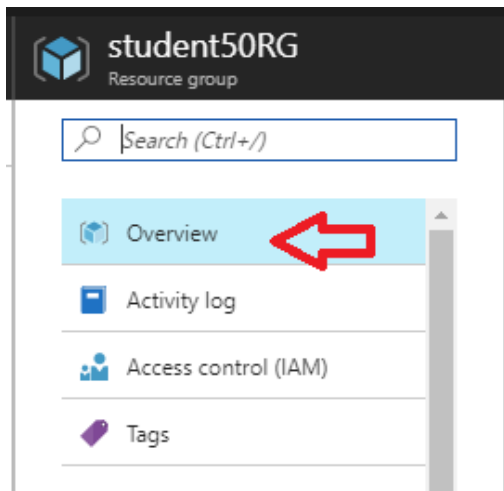 student50RG
Resource group
Search (Ctrl+/)
Overview
Activity log
Access control (IAM)
Tags